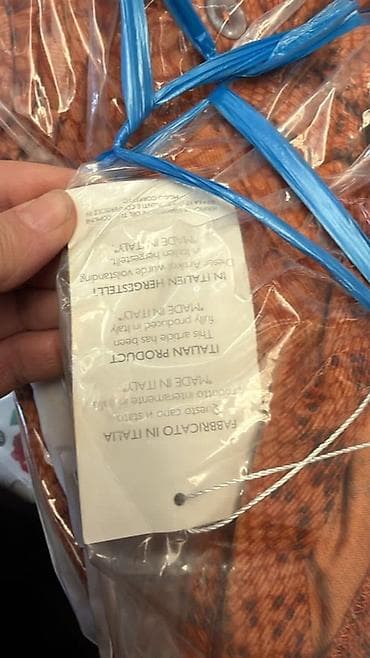 FABBRICATO IN ITALIA
Questo capo è stato
prodotto interamente in Italia
"MADE IN ITALY"
ITALIAN PRODUCT
This article has been
fully produced in Italy
"MADE IN ITALY"
IN ITALIEN HERGESTELLT
Dieser Artikel wurde vollständig
in Italien hergestellt.
"MADE IN ITALY"